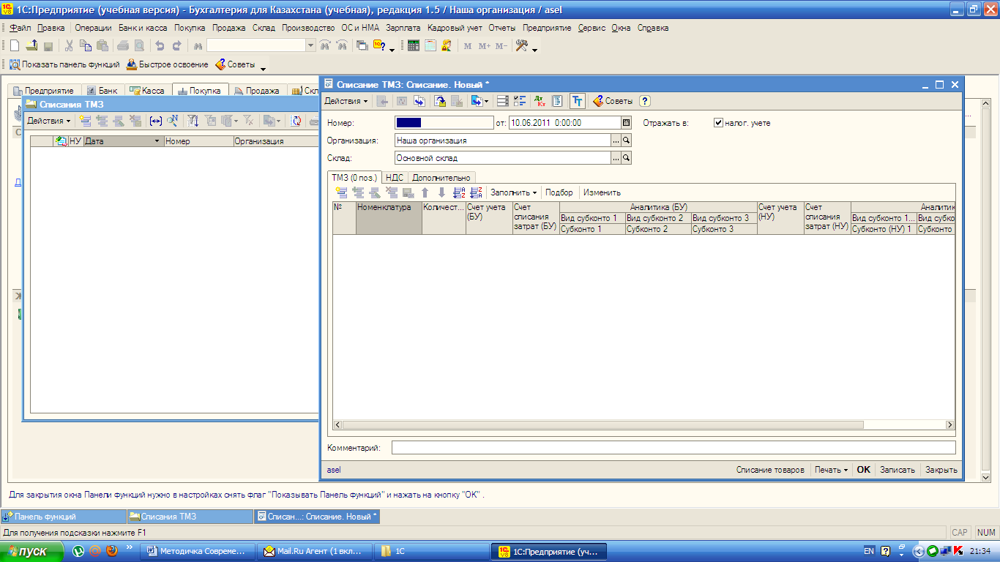 1С:Предприятие (учебная версия) - Бухгалтерия для Казахстана (учебная), редакция 1.5 / Наша организация / asel
Файл Правка Операции Банк и касса Покупка Продажа Склад Производство ОС и НМА Зарплата Кадровый учет Отчеты Предприятие Сервис Окна Справка
M M+ M-
Показать панель функций Быстрое освоение Советы
Предприятие Банк Касса Покупка Продажа
Списания ТМЗ
Действия
НУ Дата Номер Организация
Списание ТМЗ: Списание. Новый *
Действия Дт Кт Советы
Номер: от: 10.06.2011 0:00:00 Отражать в: налог. учете
Организация: Наша организация
Склад: Основной склад
ТМЗ (0 поз.) НДС Дополнительно
Заполнить Подбор Изменить
№ Номенклатура Количест... Счет учета (БУ) Счет списания затрат (БУ) Аналитика (БУ) Счет учета (НУ) Счет списания затрат (НУ) Аналитик
Вид субконто 1 Вид субконто 2 Вид субконто 3 Вид субконто 1... Вид субко
Субконто 1 Субконто 2 Субконто 3 Субконто (НУ) 1 Субконто
Комментарий:
asel Списание товаров Печать OK Записать Закрыть
Для закрытия окна Панели функций нужно в настройках снять флаг "Показывать Панель функций" и нажать на кнопку "ОК" .
Панель функций Списания ТМЗ Списан...: Списание. Новый *
Для получения подсказки нажмите F1 CAP NUM
пуск Методичка Совреме... Mail.Ru Агент (1 вкл... 1С 1С:Предприятие (уч... EN 21:34